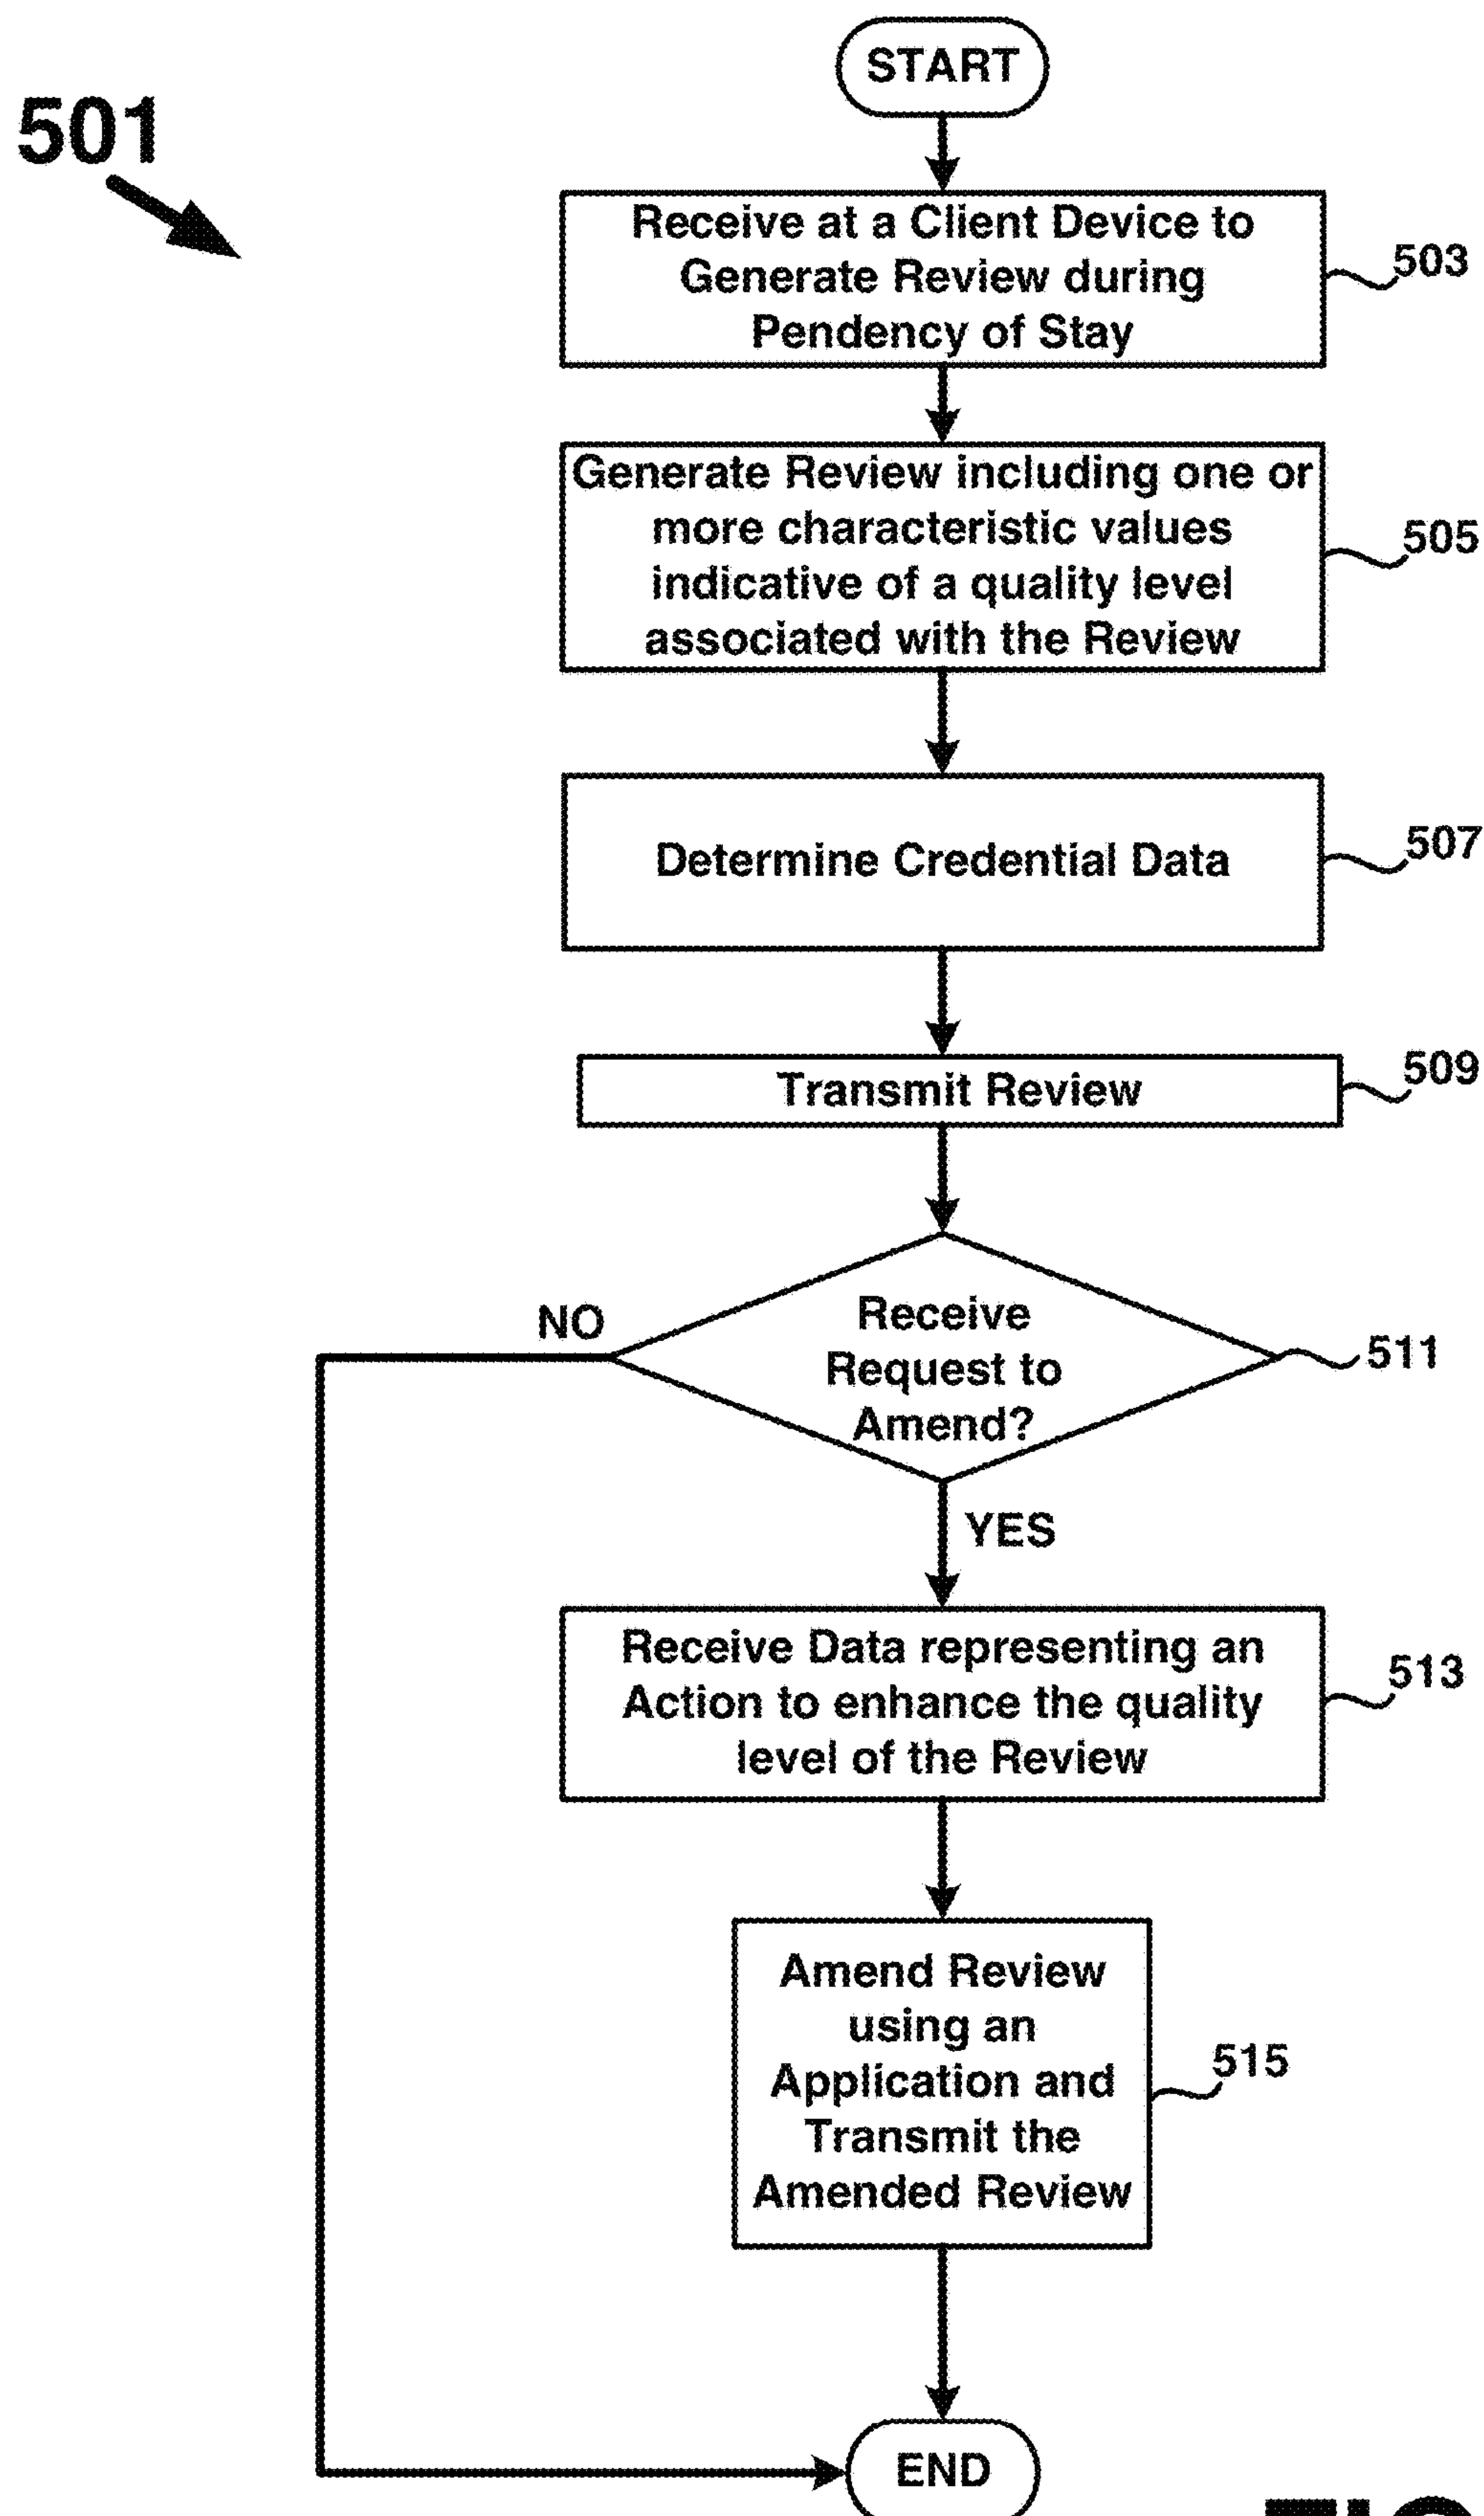 START
501
Receive at a Client Device to
Generate Review during
Pendency of Stay
503
Generate Review including one or
more characteristic values
indicative of a quality level
associated with the Review
505
Determine Credential Data
507
Transmit Review
509
Receive
Request to
Amend?
NO
511
YES
Receive Data representing an
Action to enhance the quality
level of the Review
513
Amend Review
using an
Application and
Transmit the
Amended Review
515
END